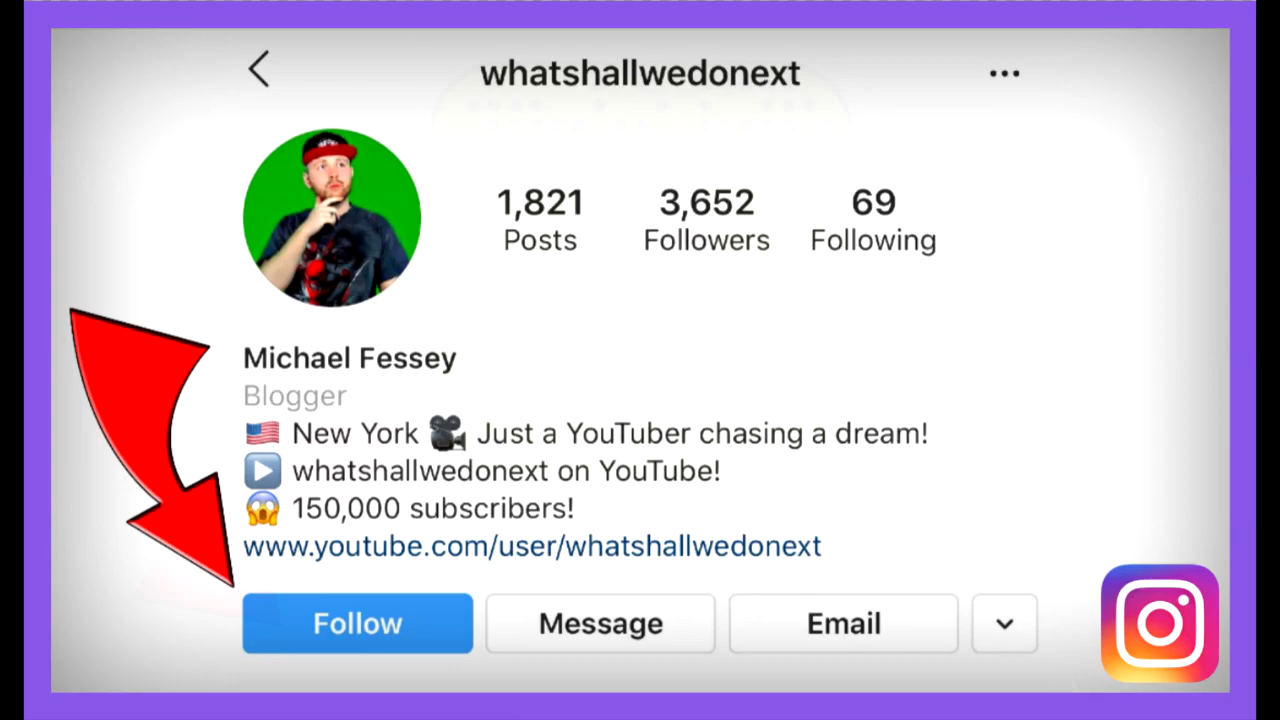 whatshallwedonext
1,821 3,652 69
Posts Followers Following
Michael Fessey
Blogger
🇺🇸 New York 🎥 Just a YouTuber chasing a dream!
▶️ whatshallwedonext on YouTube!
😱 150,000 subscribers!
www.youtube.com/user/whatshallwedonext
Follow Message Email